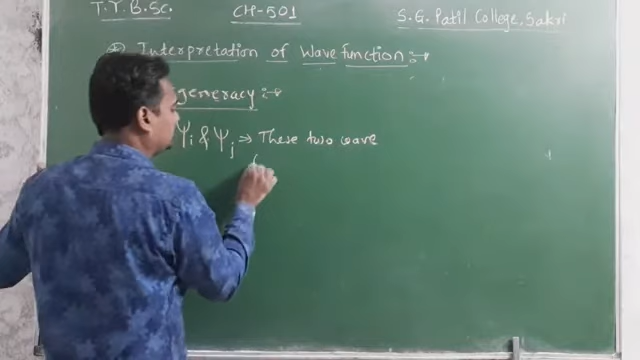 T.Y.B.Sc. CH-501 S.G. Patil College, Sakri
* Interpretation of Wave function :→
generacy :→
Ψi & Ψj ⇒ These two wave